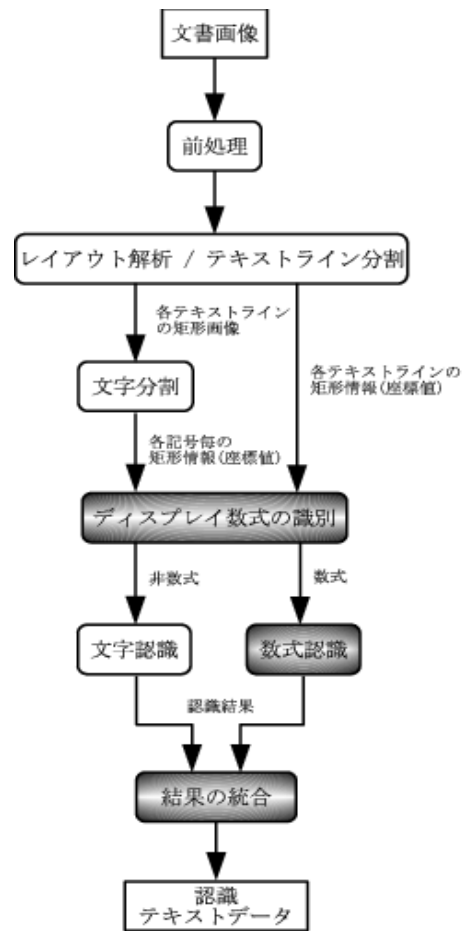 文書画像
前処理
レイアウト解析 / テキストライン分割
各テキストライン
の矩形画像
各テキストラインの
矩形情報(座標値)
文字分割
各記号毎の
矩形情報(座標値)
ディスプレイ数式の識別
非数式
数式
文字認識
数式認識
認識結果
結果の統合
認識
テキストデータ